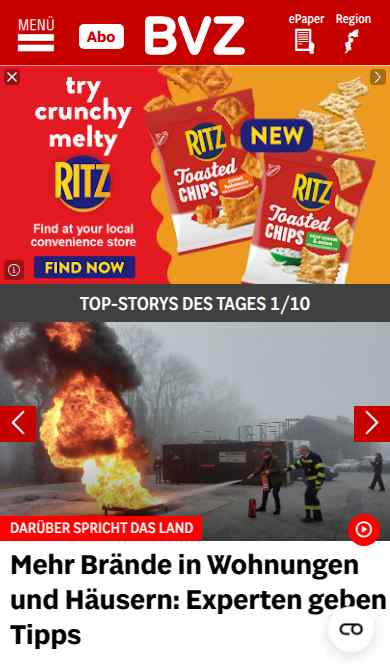 MENÜ
Abo
BVZ
ePaper
Region
try
crunchy
melty
RITZ
Find at your local
convenience store
FIND NOW
RITZ
Toasted
CHIPS
NEW
RITZ
Toasted
CHIPS
TOP-STORYS DES TAGES 1/10
DARÜBER SPRICHT DAS LAND
Mehr Brände in Wohnungen
und Häusern: Experten geben
Tipps